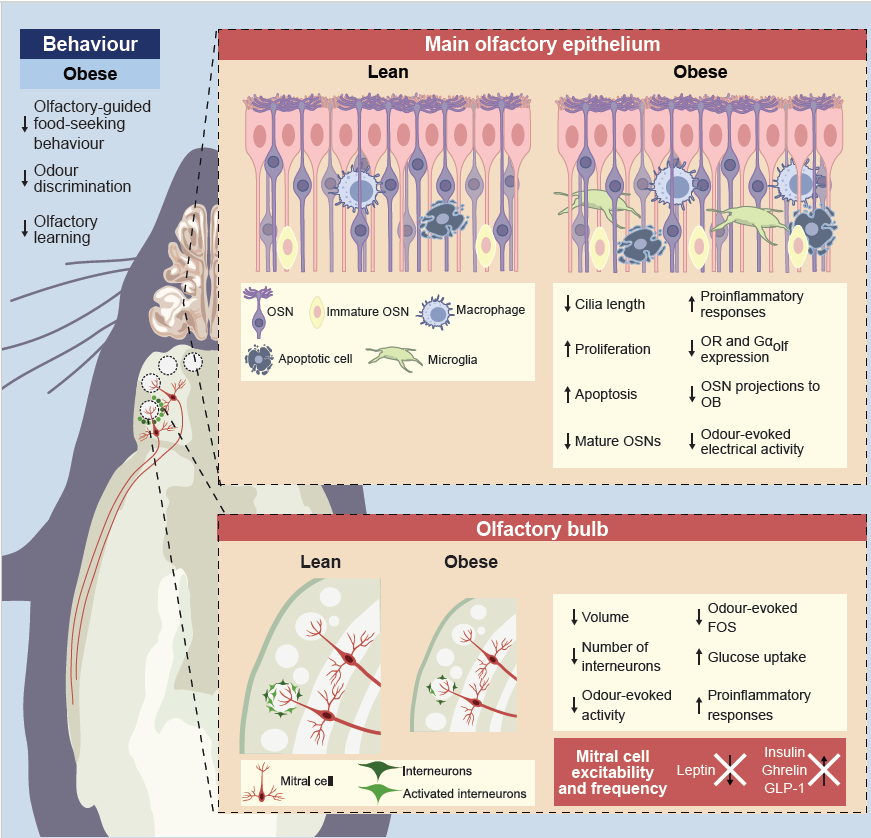 Behaviour
Obese
↓ Olfactory-guided
food-seeking
behaviour
↓ Odour
discrimination
↓ Olfactory
learning
Main olfactory epithelium
Lean
Obese
OSN
Immature OSN
Macrophage
Apoptotic cell
Microglia
↓ Cilia length
↑ Proliferation
↑ Apoptosis
↓ Mature OSNs
↑ Proinflammatory
responses
↓ OR and Gαolf
expression
↓ OSN projections to
OB
↓ Odour-evoked
electrical activity
Olfactory bulb
Lean
Obese
Mitral cell
Interneurons
Activated interneurons
↓ Volume
↓ Number of
interneurons
↓ Odour-evoked
activity
↓ Odour-evoked
FOS
↑ Glucose uptake
↑ Proinflammatory
responses
Mitral cell
excitability
and frequency
Leptin ↓
Insulin
Ghrelin ↑
GLP-1